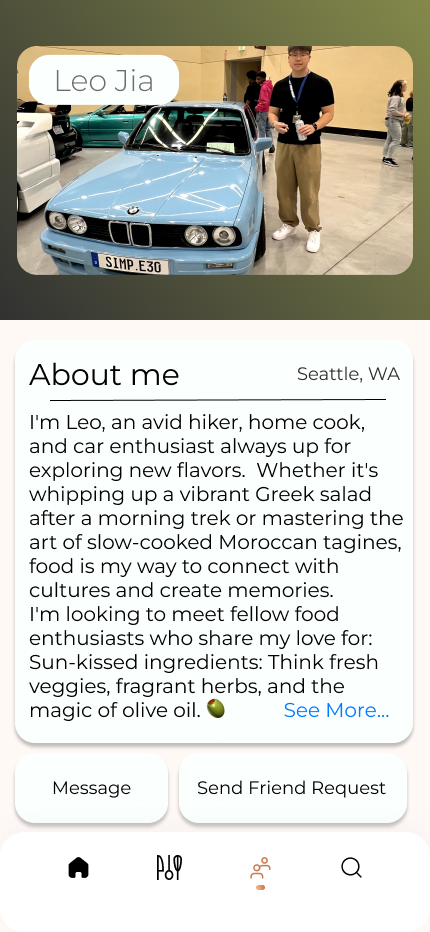 Leo Jia
SIMP.E30
About me
Seattle, WA
I'm Leo, an avid hiker, home cook,
and car enthusiast always up for
exploring new flavors.  Whether it's
whipping up a vibrant Greek salad
after a morning trek or mastering the
art of slow-cooked Moroccan tagines,
food is my way to connect with
cultures and create memories.
I'm looking to meet fellow food
enthusiasts who share my love for:
Sun-kissed ingredients: Think fresh
veggies, fragrant herbs, and the
magic of olive oil. 🫒 See More...
Message
Send Friend Request